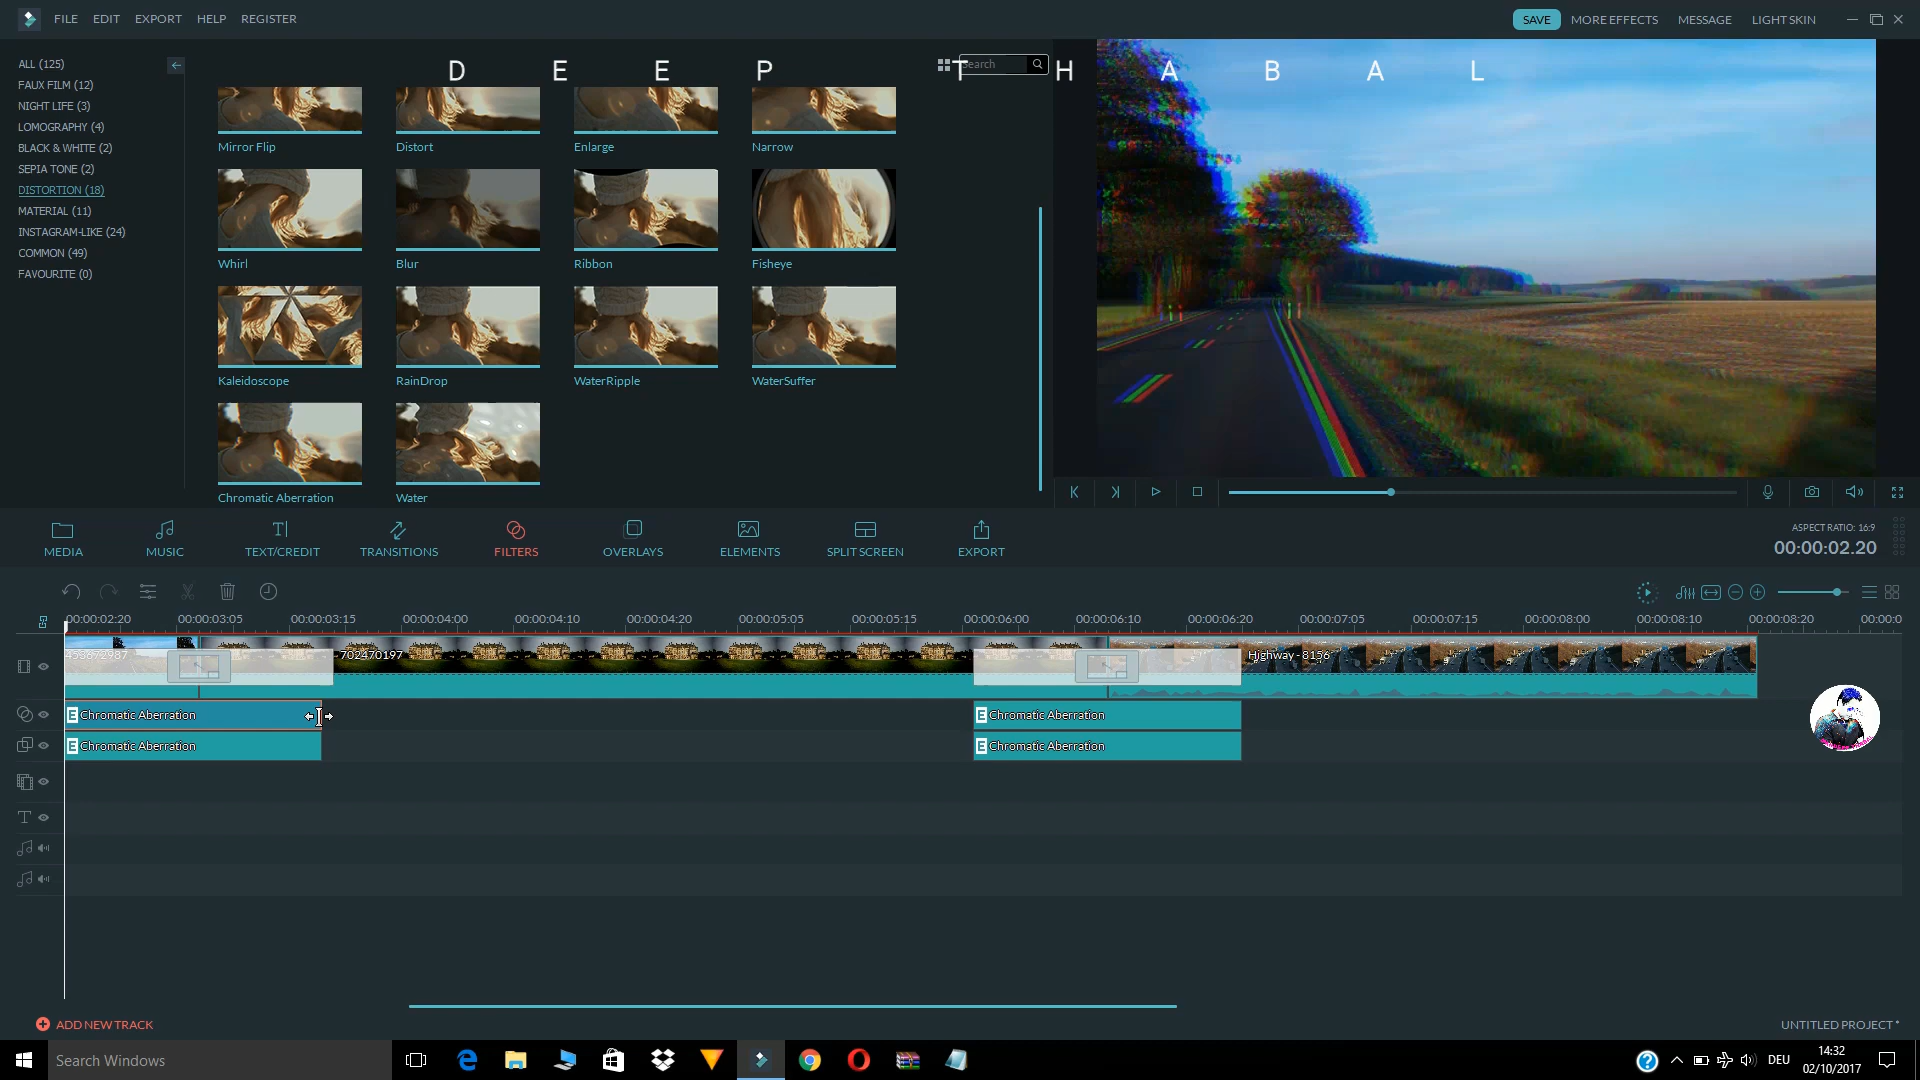 FILE EDIT EXPORT HELP REGISTER
SAVE MORE EFFECTS MESSAGE LIGHT SKIN
D E E P T H A B A L
Search
ALL (125)
FAUX FILM (12)
NIGHT LIFE (3)
LOMOGRAPHY (4)
BLACK & WHITE (2)
SEPIA TONE (2)
DISTORTION (18)
MATERIAL (11)
INSTAGRAM-LIKE (24)
COMMON (49)
FAVOURITE (0)
Mirror Flip Distort Enlarge Narrow
Whirl Blur Ribbon Fisheye
Kaleidoscope RainDrop WaterRipple WaterSuffer
Chromatic Aberration Water
MEDIA MUSIC TEXT/CREDIT TRANSITIONS FILTERS OVERLAYS ELEMENTS SPLIT SCREEN EXPORT
ASPECT RATIO: 16:9
00:00:02.20
00:00:02:20 00:00:03:05 00:00:03:15 00:00:04:00 00:00:04:10 00:00:04:20 00:00:05:05 00:00:05:15 00:00:06:00 00:00:06:10 00:00:06:20 00:00:07:05 00:00:07:15 00:00:08:00 00:00:08:10 00:00:08:20 00:00:0
453872987 702470197 Highway - 8156
E Chromatic Aberration E Chromatic Aberration
E Chromatic Aberration E Chromatic Aberration
ADD NEW TRACK
UNTITLED PROJECT *
Search Windows
DEU
14:32
02/10/2017